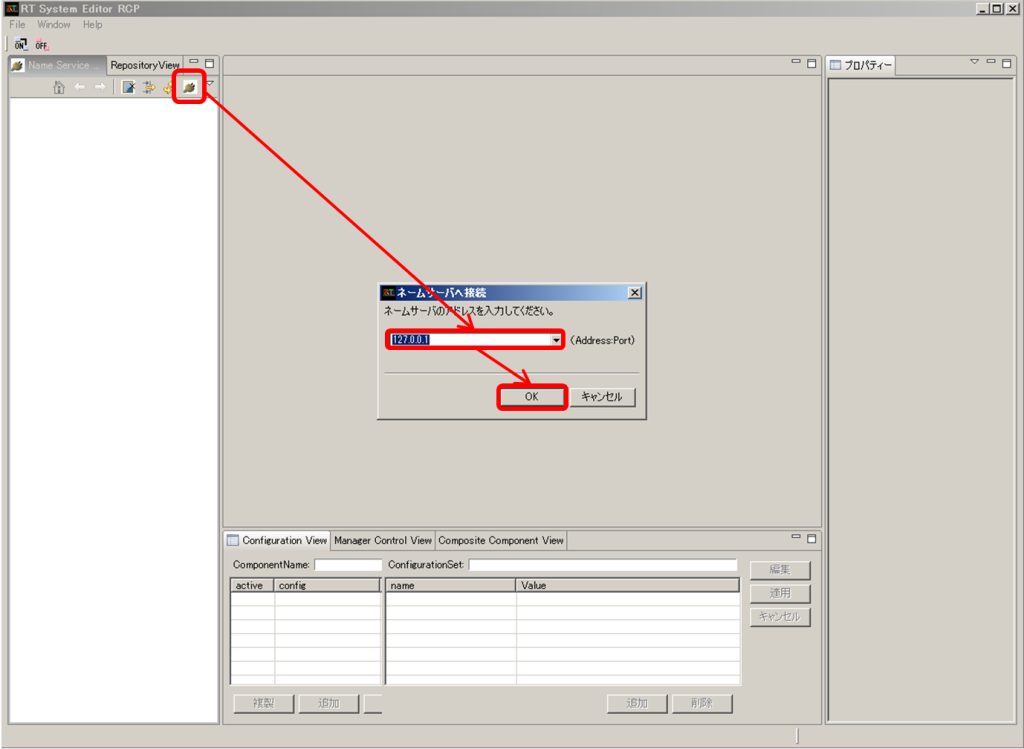 RT System Editor RCP
File Window Help
ON OFF
Name Service ...
RepositoryView
プロパティー
ネームサーバへ接続
ネームサーバのアドレスを入力してください。
127.0.0.1
(Address:Port)
OK
キャンセル
Configuration View
Manager Control View
Composite Component View
ComponentName:
ConfigurationSet:
編集
active config
name Value
適用
キャンセル
複製
追加
追加
削除